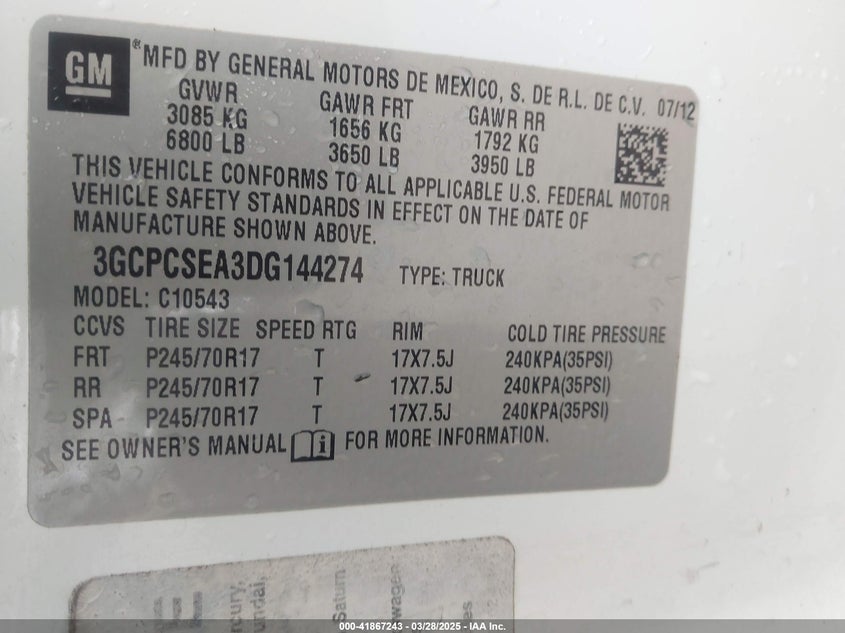 GM
® MFD BY GENERAL MOTORS DE MEXICO, S. DE R.L. DE C.V. 07/12
GVWR GAWR FRT GAWR RR
3085 KG 1656 KG 1792 KG
6800 LB 3650 LB 3950 LB
THIS VEHICLE CONFORMS TO ALL APPLICABLE U.S. FEDERAL MOTOR
VEHICLE SAFETY STANDARDS IN EFFECT ON THE DATE OF
MANUFACTURE SHOWN ABOVE.
3GCPCSEA3DG144274 TYPE: TRUCK
MODEL: C10543
CCVS TIRE SIZE SPEED RTG RIM COLD TIRE PRESSURE
FRT P245/70R17 T 17X7.5J 240KPA(35PSI)
RR P245/70R17 T 17X7.5J 240KPA(35PSI)
SPA P245/70R17 T 17X7.5J 240KPA(35PSI)
SEE OWNER'S MANUAL i FOR MORE INFORMATION.
Saturn
000-41867243 — 03/28/2025 — IAA Inc.